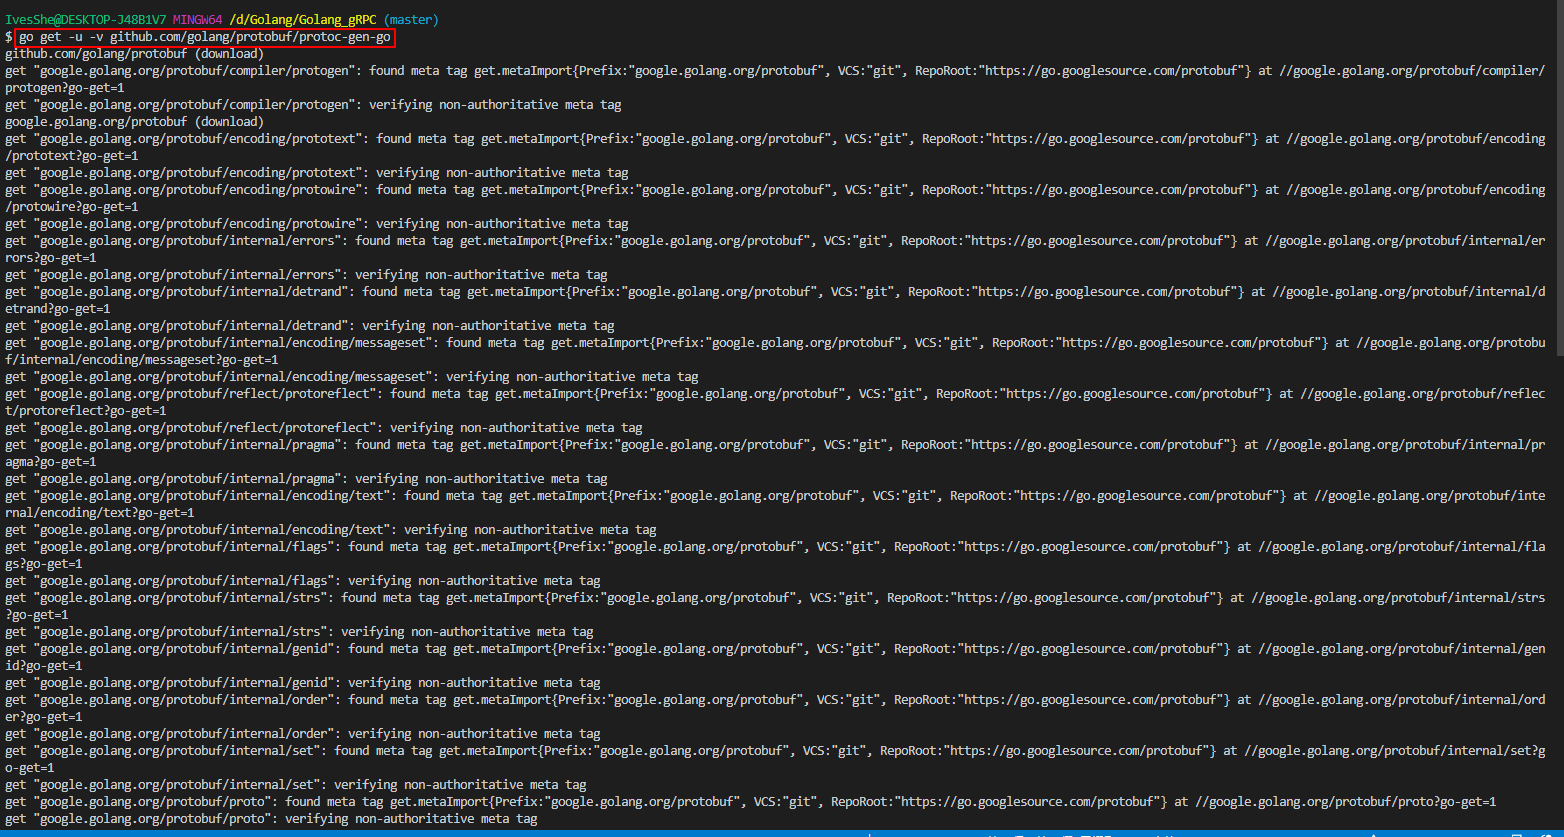 IvesShe@DESKTOP-J48B1V7 MINGW64 /d/Golang/Golang_gRPC (master)
$ go get -u -v github.com/golang/protobuf/protoc-gen-go
github.com/golang/protobuf (download)
get "google.golang.org/protobuf/compiler/protogen": found meta tag get.metaImport{Prefix:"google.golang.org/protobuf", VCS:"git", RepoRoot:"https://go.googlesource.com/protobuf"} at //google.golang.org/protobuf/compiler/
protogen?go-get=1
get "google.golang.org/protobuf/compiler/protogen": verifying non-authoritative meta tag
google.golang.org/protobuf (download)
get "google.golang.org/protobuf/encoding/prototext": found meta tag get.metaImport{Prefix:"google.golang.org/protobuf", VCS:"git", RepoRoot:"https://go.googlesource.com/protobuf"} at //google.golang.org/protobuf/encoding
/prototext?go-get=1
get "google.golang.org/protobuf/encoding/prototext": verifying non-authoritative meta tag
get "google.golang.org/protobuf/encoding/protowire": found meta tag get.metaImport{Prefix:"google.golang.org/protobuf", VCS:"git", RepoRoot:"https://go.googlesource.com/protobuf"} at //google.golang.org/protobuf/encoding
/protowire?go-get=1
get "google.golang.org/protobuf/encoding/protowire": verifying non-authoritative meta tag
get "google.golang.org/protobuf/internal/errors": found meta tag get.metaImport{Prefix:"google.golang.org/protobuf", VCS:"git", RepoRoot:"https://go.googlesource.com/protobuf"} at //google.golang.org/protobuf/internal/er
rors?go-get=1
get "google.golang.org/protobuf/internal/errors": verifying non-authoritative meta tag
get "google.golang.org/protobuf/internal/detrand": found meta tag get.metaImport{Prefix:"google.golang.org/protobuf", VCS:"git", RepoRoot:"https://go.googlesource.com/protobuf"} at //google.golang.org/protobuf/internal/d
etrand?go-get=1
get "google.golang.org/protobuf/internal/detrand": verifying non-authoritative meta tag
get "google.golang.org/protobuf/internal/encoding/messageset": found meta tag get.metaImport{Prefix:"google.golang.org/protobuf", VCS:"git", RepoRoot:"https://go.googlesource.com/protobuf"} at //google.golang.org/protobu
f/internal/encoding/messageset?go-get=1
get "google.golang.org/protobuf/internal/encoding/messageset": verifying non-authoritative meta tag
get "google.golang.org/protobuf/reflect/protoreflect": found meta tag get.metaImport{Prefix:"google.golang.org/protobuf", VCS:"git", RepoRoot:"https://go.googlesource.com/protobuf"} at //google.golang.org/protobuf/reflec
t/protoreflect?go-get=1
get "google.golang.org/protobuf/reflect/protoreflect": verifying non-authoritative meta tag
get "google.golang.org/protobuf/internal/pragma": found meta tag get.metaImport{Prefix:"google.golang.org/protobuf", VCS:"git", RepoRoot:"https://go.googlesource.com/protobuf"} at //google.golang.org/protobuf/internal/pr
agma?go-get=1
get "google.golang.org/protobuf/internal/pragma": verifying non-authoritative meta tag
get "google.golang.org/protobuf/internal/encoding/text": found meta tag get.metaImport{Prefix:"google.golang.org/protobuf", VCS:"git", RepoRoot:"https://go.googlesource.com/protobuf"} at //google.golang.org/protobuf/inte
rnal/encoding/text?go-get=1
get "google.golang.org/protobuf/internal/encoding/text": verifying non-authoritative meta tag
get "google.golang.org/protobuf/internal/flags": found meta tag get.metaImport{Prefix:"google.golang.org/protobuf", VCS:"git", RepoRoot:"https://go.googlesource.com/protobuf"} at //google.golang.org/protobuf/internal/fla
gs?go-get=1
get "google.golang.org/protobuf/internal/flags": verifying non-authoritative meta tag
get "google.golang.org/protobuf/internal/strs": found meta tag get.metaImport{Prefix:"google.golang.org/protobuf", VCS:"git", RepoRoot:"https://go.googlesource.com/protobuf"} at //google.golang.org/protobuf/internal/strs
?go-get=1
get "google.golang.org/protobuf/internal/strs": verifying non-authoritative meta tag
get "google.golang.org/protobuf/internal/genid": found meta tag get.metaImport{Prefix:"google.golang.org/protobuf", VCS:"git", RepoRoot:"https://go.googlesource.com/protobuf"} at //google.golang.org/protobuf/internal/gen
id?go-get=1
get "google.golang.org/protobuf/internal/genid": verifying non-authoritative meta tag
get "google.golang.org/protobuf/internal/order": found meta tag get.metaImport{Prefix:"google.golang.org/protobuf", VCS:"git", RepoRoot:"https://go.googlesource.com/protobuf"} at //google.golang.org/protobuf/internal/ord
er?go-get=1
get "google.golang.org/protobuf/internal/order": verifying non-authoritative meta tag
get "google.golang.org/protobuf/internal/set": found meta tag get.metaImport{Prefix:"google.golang.org/protobuf", VCS:"git", RepoRoot:"https://go.googlesource.com/protobuf"} at //google.golang.org/protobuf/internal/set?g
o-get=1
get "google.golang.org/protobuf/internal/set": verifying non-authoritative meta tag
get "google.golang.org/protobuf/proto": found meta tag get.metaImport{Prefix:"google.golang.org/protobuf", VCS:"git", RepoRoot:"https://go.googlesource.com/protobuf"} at //google.golang.org/protobuf/proto?go-get=1
get "google.golang.org/protobuf/proto": verifying non-authoritative meta tag